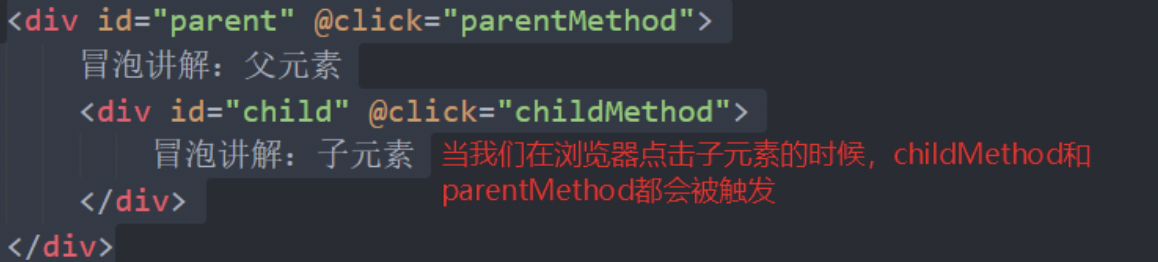 <div id="parent" @click="parentMethod">
冒泡讲解：父元素
<div id="child" @click="childMethod">
冒泡讲解：子元素 当我们在浏览器点击子元素的时候，childMethod和
parentMethod都会被触发
</div>
</div>